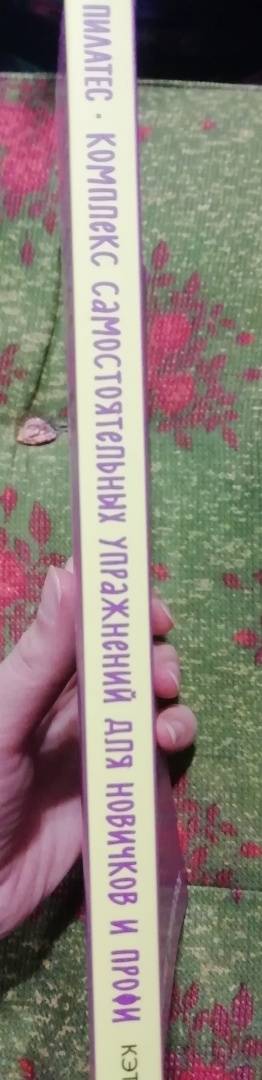 ПИЛАТЕС · КОМПЛЕКС САМОСТОЯТЕЛЬНЫХ УПРАЖНЕНИЙ ДЛЯ НОВИЧКОВ И ПРОФИ